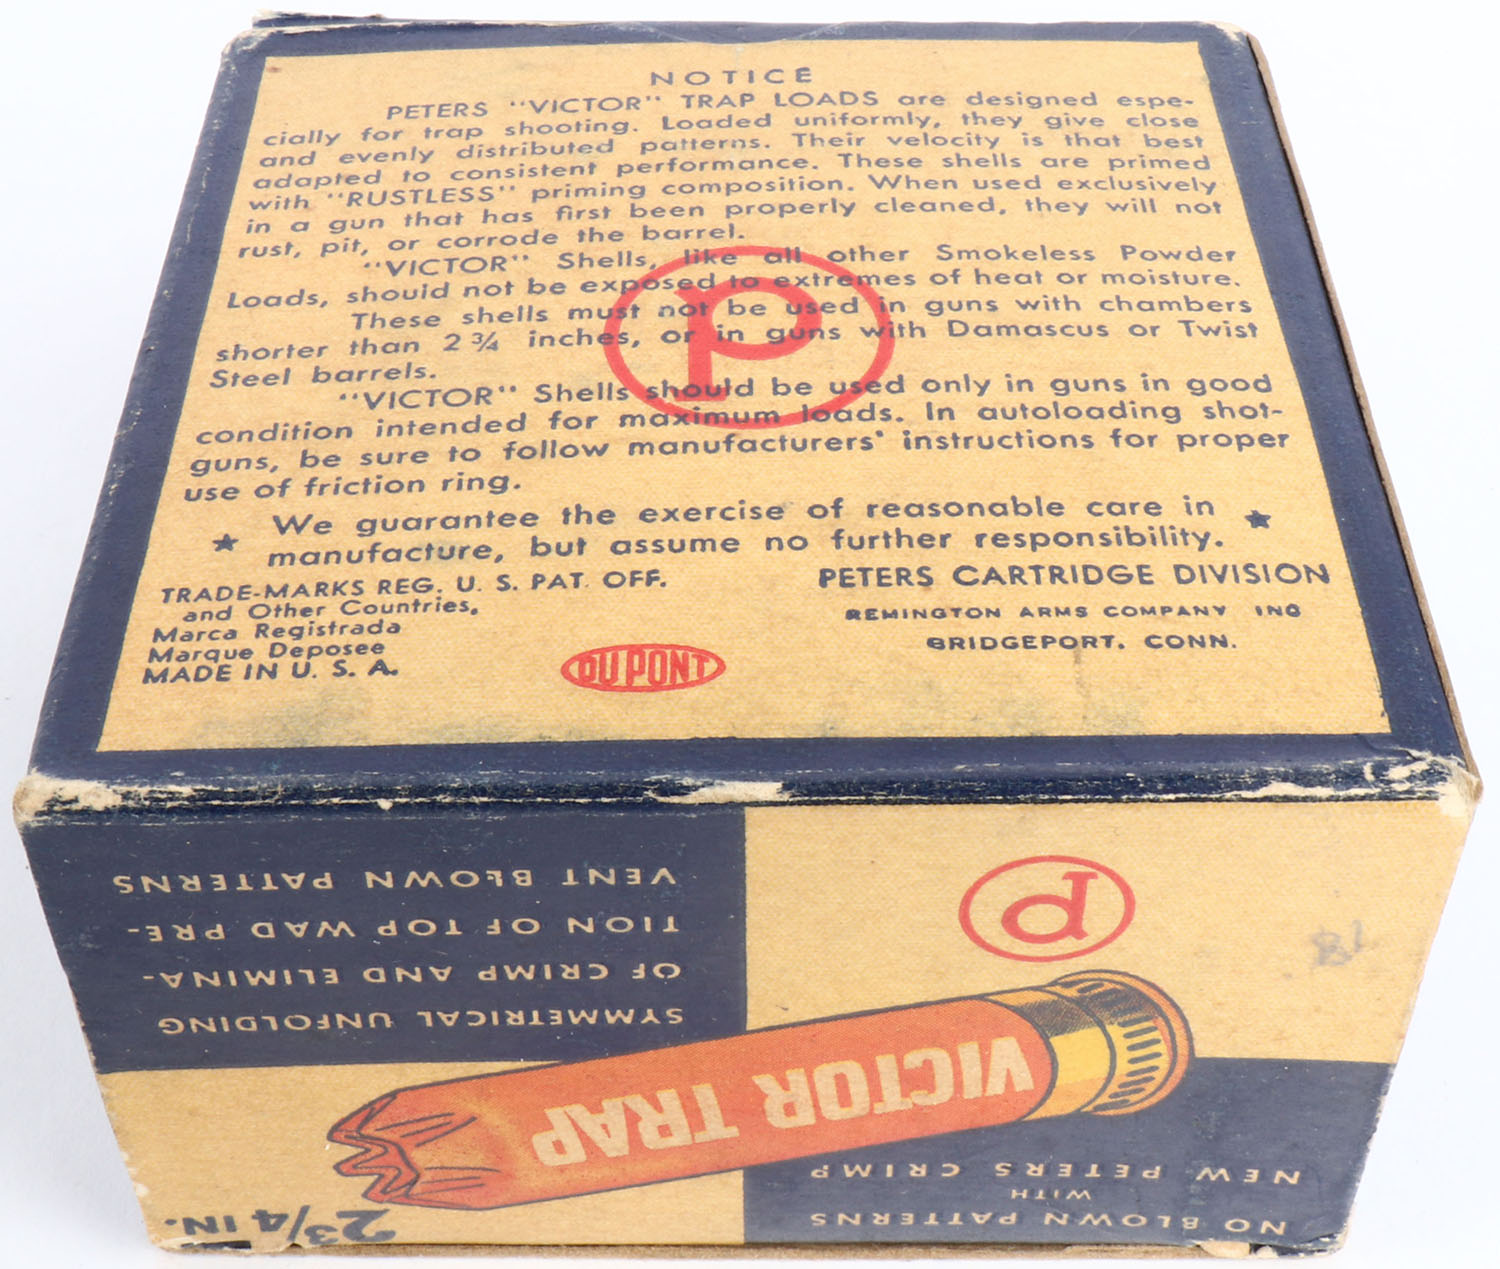 NOTICE
PETERS "VICTOR" TRAP LOADS are designed espe-
cially for trap shooting. Loaded uniformly, they give close
and evenly distributed patterns. Their velocity is that best
adapted to consistent performance. These shells are primed
with "RUSTLESS" priming composition. When used exclusively
in a gun that has first been properly cleaned, they will not
rust, pit, or corrode the barrel.
"VICTOR" Shells, like all other Smokeless Powder
Loads, should not be exposed to extremes of heat or moisture.
These shells must not be used in guns with chambers
shorter than 2 3/4 inches, or in guns with Damascus or Twist
Steel barrels.
"VICTOR" Shells should be used only in guns in good
condition intended for maximum loads. In autoloading shot-
guns, be sure to follow manufacturers' instructions for proper
use of friction ring.
★ We guarantee the exercise of reasonable care in ★
manufacture, but assume no further responsibility.
P
TRADE-MARKS REG. U. S. PAT. OFF.
and Other Countries.
Marca Registrada
Marque Deposee
MADE IN U. S. A.
PETERS CARTRIDGE DIVISION
REMINGTON ARMS COMPANY INC
BRIDGEPORT, CONN.
DU PONT
NO BLOWN PATTERNS
WITH
NEW PETERS CRIMP
2 3/4 IN.
VICTOR TRAP
P
SYMMETRICAL UNFOLDING
OF CRIMP AND ELIMINA-
TION OF TOP WAD PRE-
VENT BLOWN PATTERNS